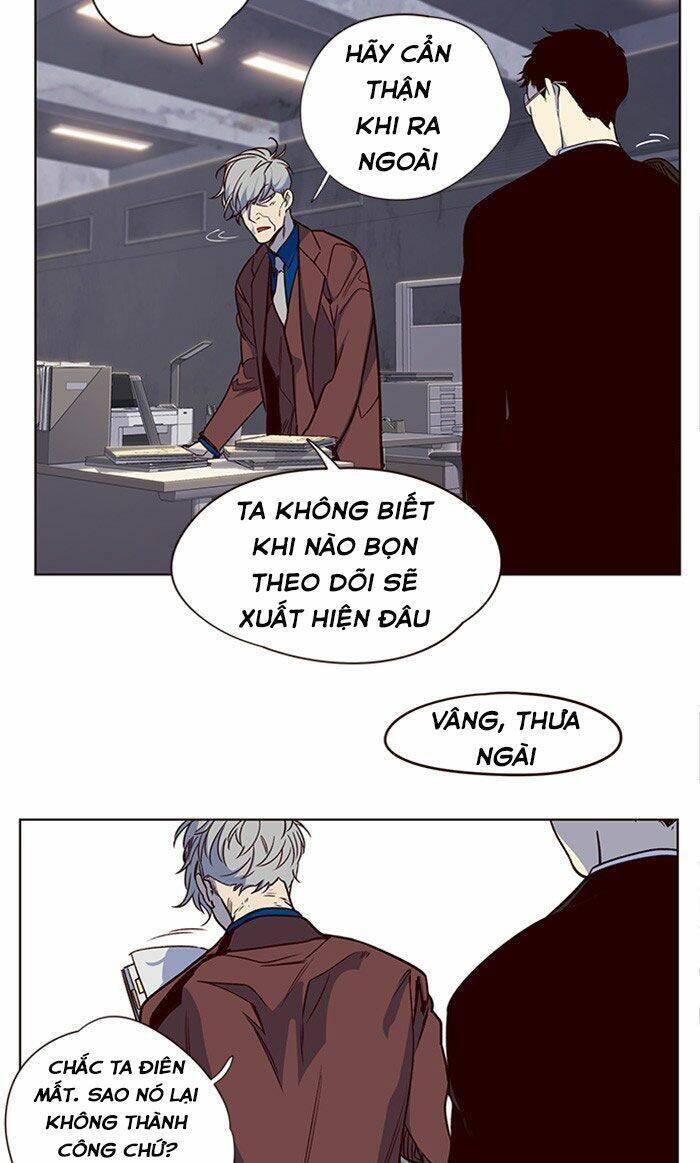 HÃY CẨN
THẬN
KHI RA
NGOÀI
TA KHÔNG BIẾT
KHI NÀO BỌN
THEO DÕI SẼ
XUẤT HIỆN ĐÂU
VÂNG, THƯA
NGÀI
CHẮC TA ĐIÊN
MẤT. SAO NÓ LẠI
KHÔNG THÀNH
CÔNG CHỨ?